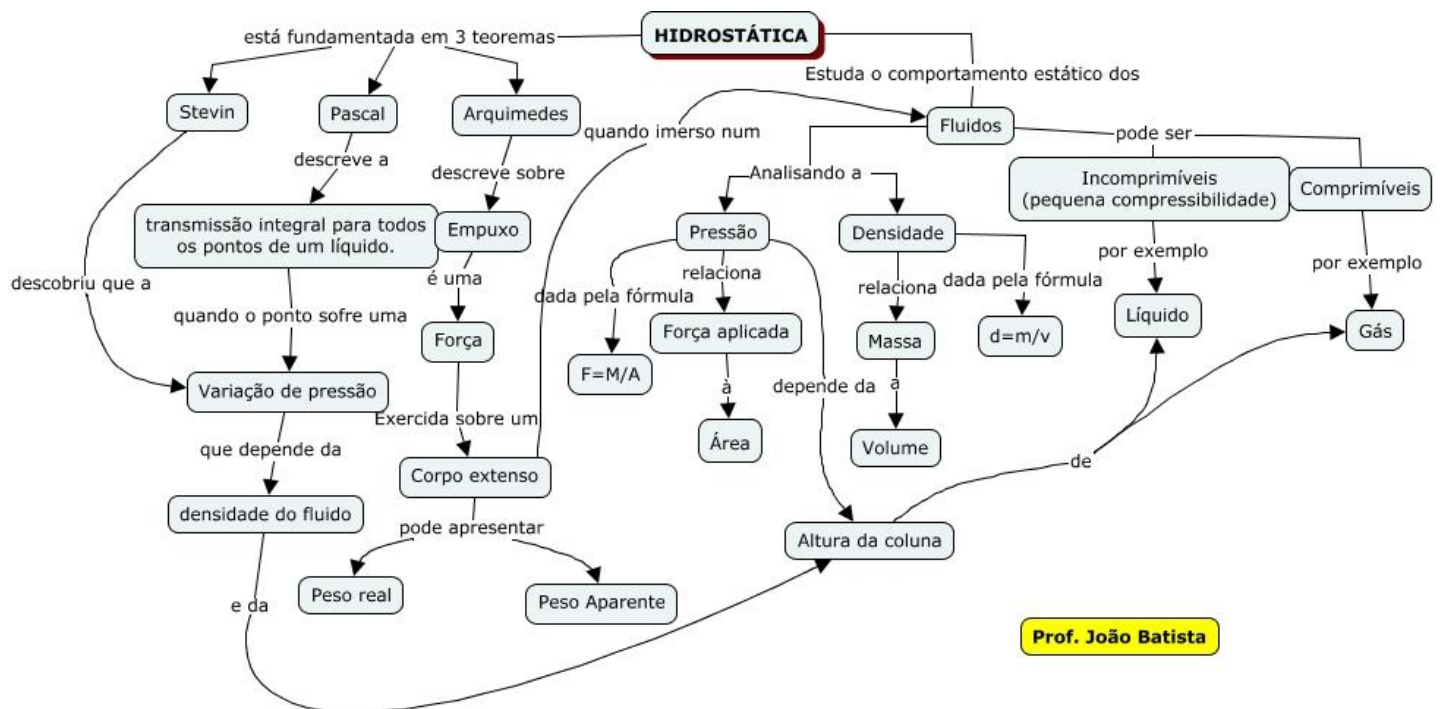 HIDROSTÁTICA
está fundamentada em 3 teoremas
Estuda o comportamento estático dos
Stevin
Pascal
Arquimedes
quando imerso num
Fluidos
pode ser
descreve a
descreve sobre
Analisando a
Incomprimíveis
(pequena compressibilidade)
Comprimíveis
transmissão integral para todos
os pontos de um líquido.
Empuxo
Pressão
Densidade
descobriu que a
é uma
relaciona
por exemplo
por exemplo
dada pela fórmula
relaciona
dada pela fórmula
quando o ponto sofre uma
Força
Força aplicada
Massa
d=m/v
Líquido
Gás
F=M/A
Variação de pressão
à
depende da
a
Exercida sobre um
Área
Volume
que depende da
Corpo extenso
de
densidade do fluido
pode apresentar
Altura da coluna
Peso real
Peso Aparente
e da
Prof. João Batista